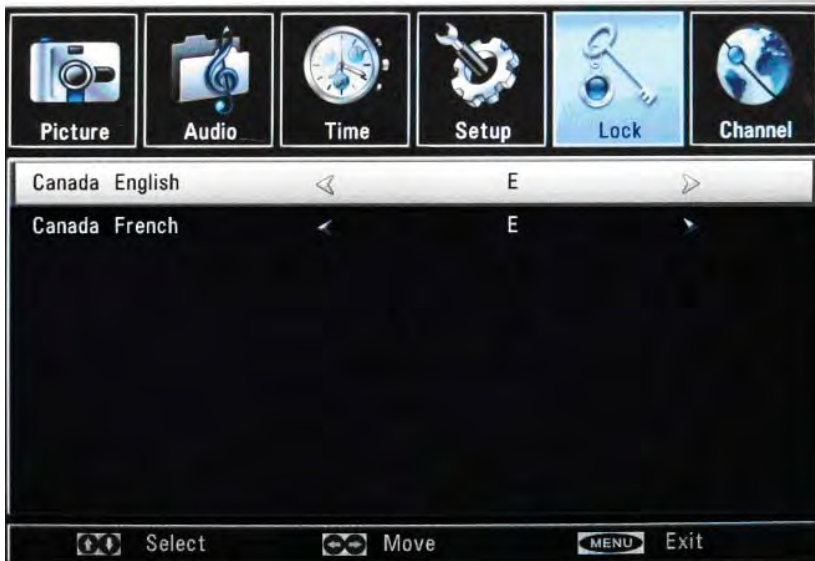 Picture Audio Time Setup Lock Channel
Canada English E
Canada French E
Select Move MENU Exit